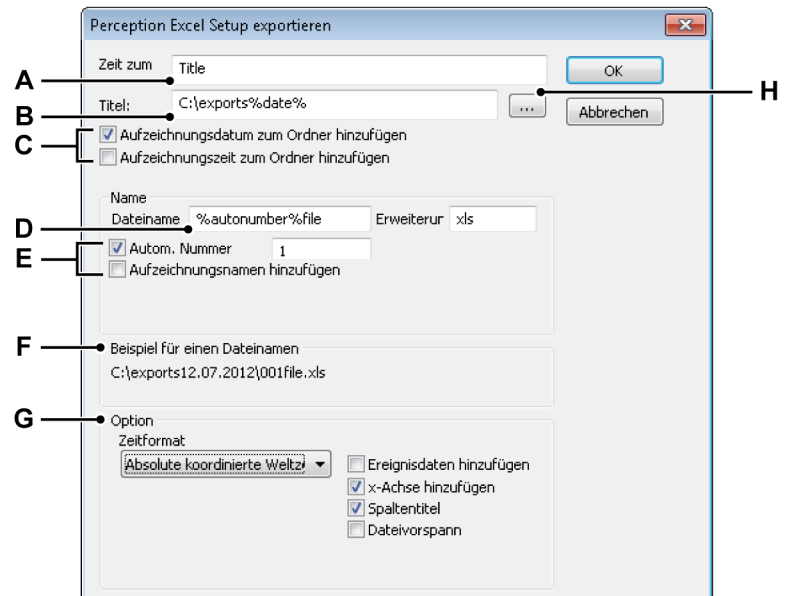 Perception Excel Setup exportieren
Zeit zum
Title
OK
A
H
Titel:
C:\exports%date%
...
Abbrechen
B
C
Aufzeichnungsdatum zum Ordner hinzufügen
Aufzeichnungszeit zum Ordner hinzufügen
Name
Dateiname %autonumber%file Erweiterur xls
D
E
Autom. Nummer 1
Aufzeichnungsnamen hinzufügen
F
Beispiel für einen Dateinamen
C:\exports12.07.2012\001file.xls
G
Option
Zeitformat
Absolute koordinierte Weltz
Ereignisdaten hinzufügen
x-Achse hinzufügen
Spaltentitel
Dateivorspann